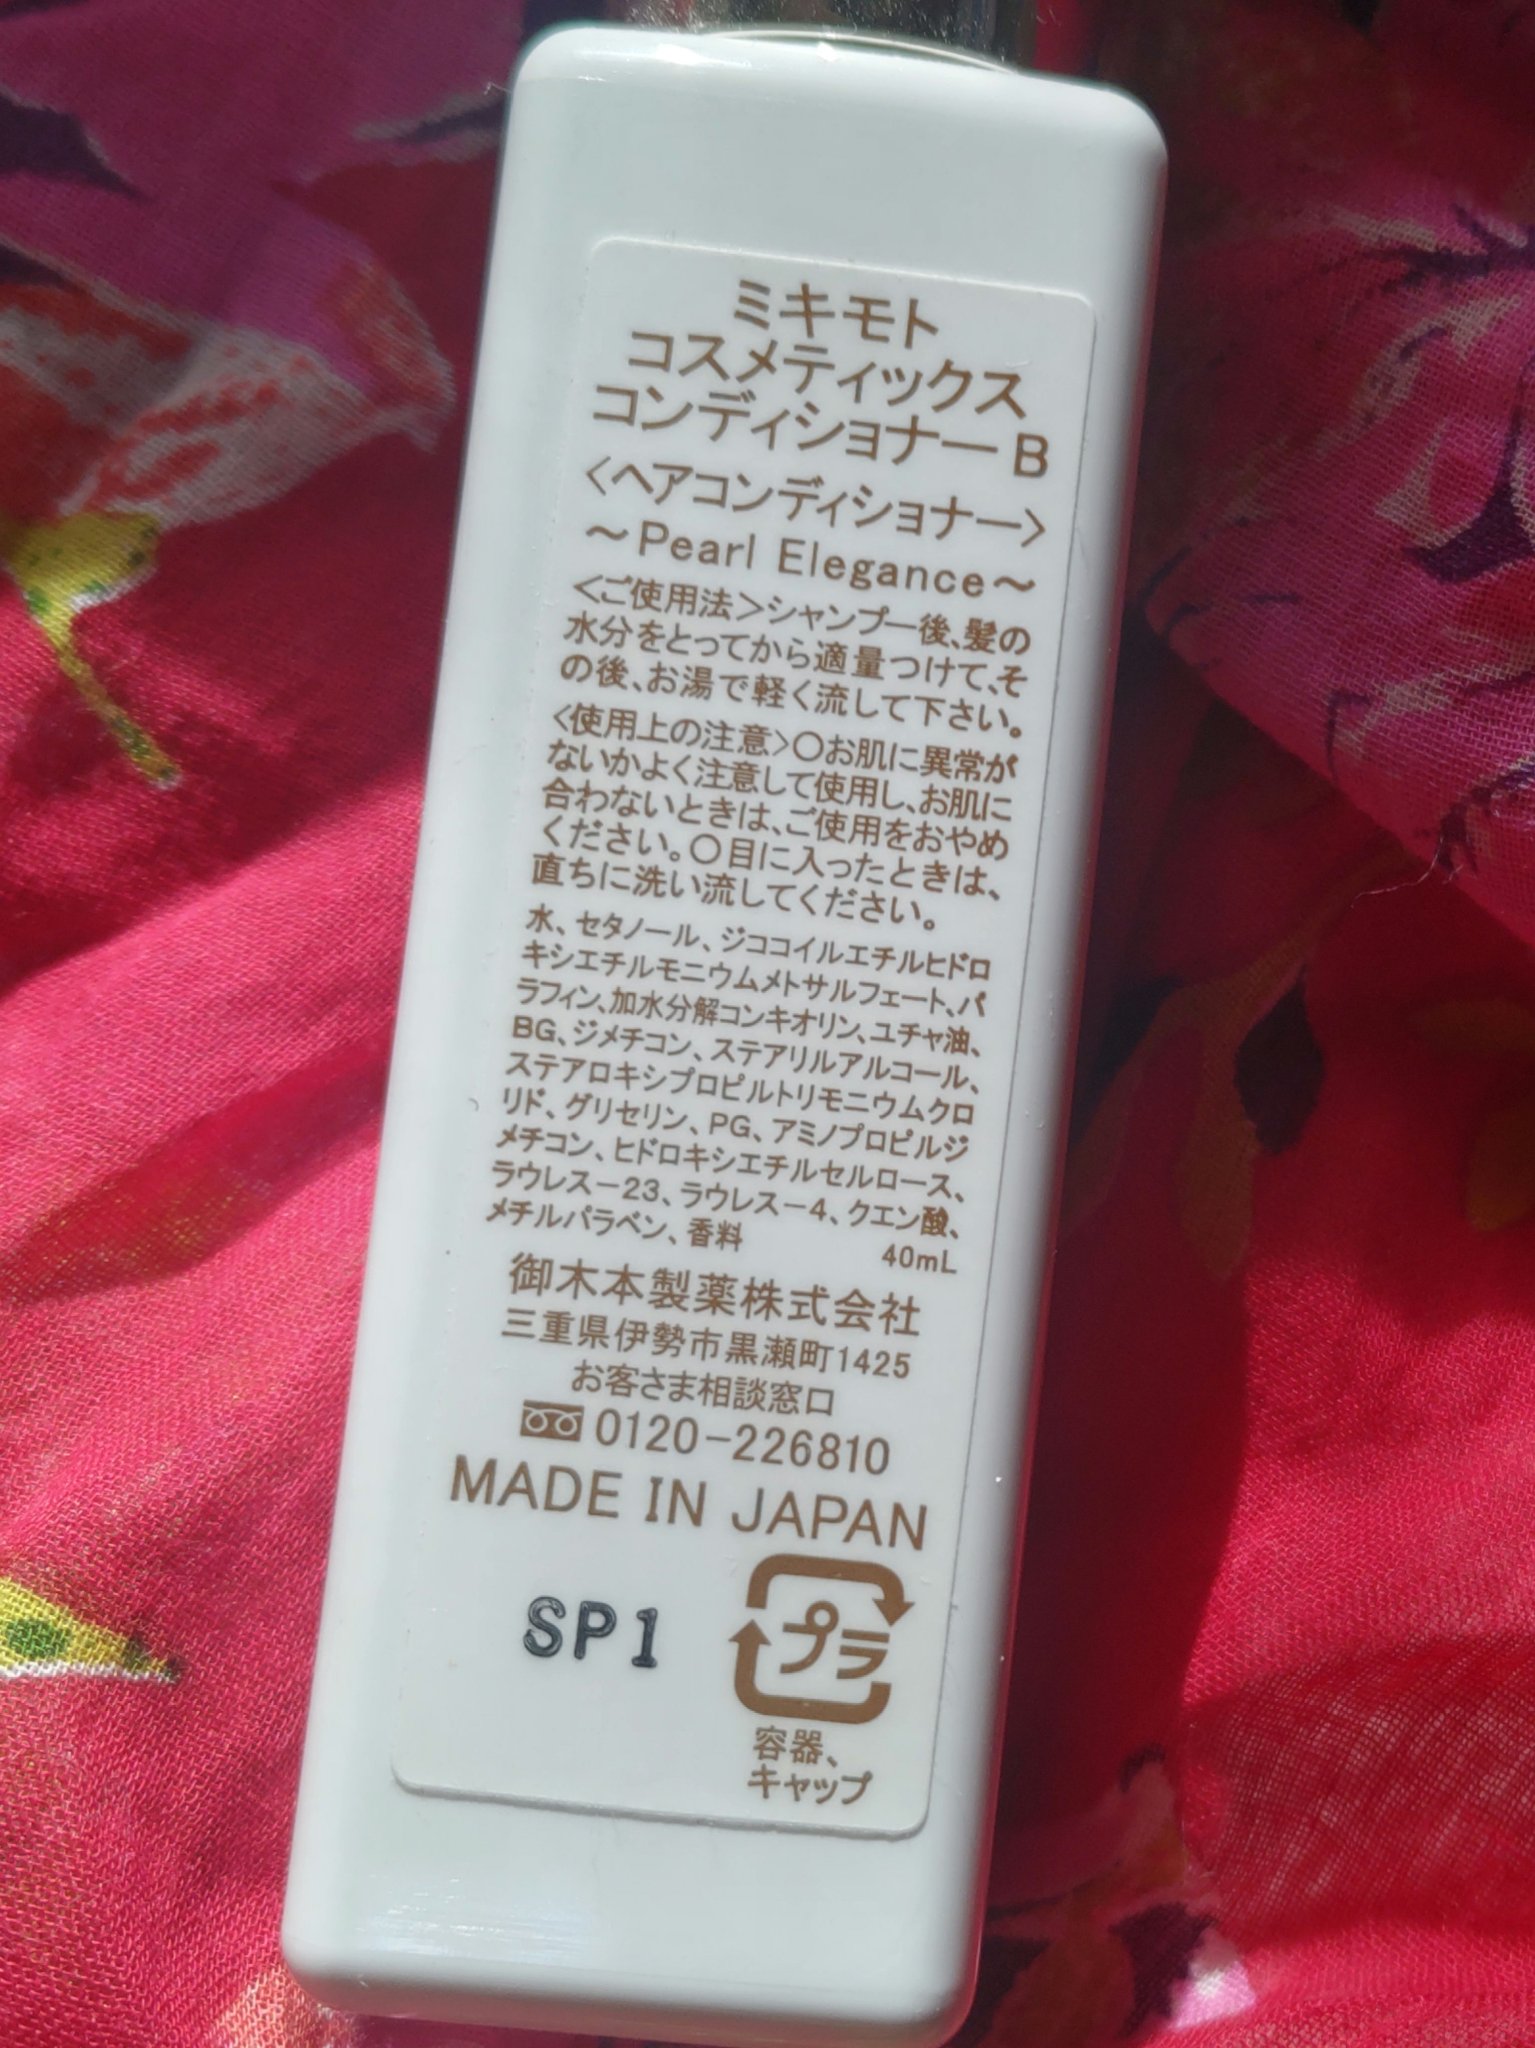 ミキモト
コスメティックス
コンディショナー B
〈ヘアコンディショナー〉
～Pearl Elegance～
＜ご使用法＞シャンプー後、髪の
水分をとってから適量つけて、そ
の後、お湯で軽く流して下さい。
〈使用上の注意〉○お肌に異常が
ないかよく注意して使用し、お肌に
合わないときは、ご使用をおやめ
ください。○目に入ったときは、
直ちに洗い流してください。
水、セタノール、ジココイルエチルヒドロ
キシエチルモニウムメトサルフェート、パ
ラフィン、加水分解コンキオリン、ユチャ油、
BG、ジメチコン、ステアリルアルコール、
ステアロキシプロピルトリモニウムクロ
リド、グリセリン、PG、アミノプロピルジ
メチコン、ヒドロキシエチルセルロース、
ラウレス－23、ラウレス－4、クエン酸、
メチルパラベン、香料 40mL
御木本製薬株式会社
三重県伊勢市黒瀬町1425
お客さま相談窓口
0120-226810
MADE IN JAPAN
SP1
プラ
容器、
キャップ